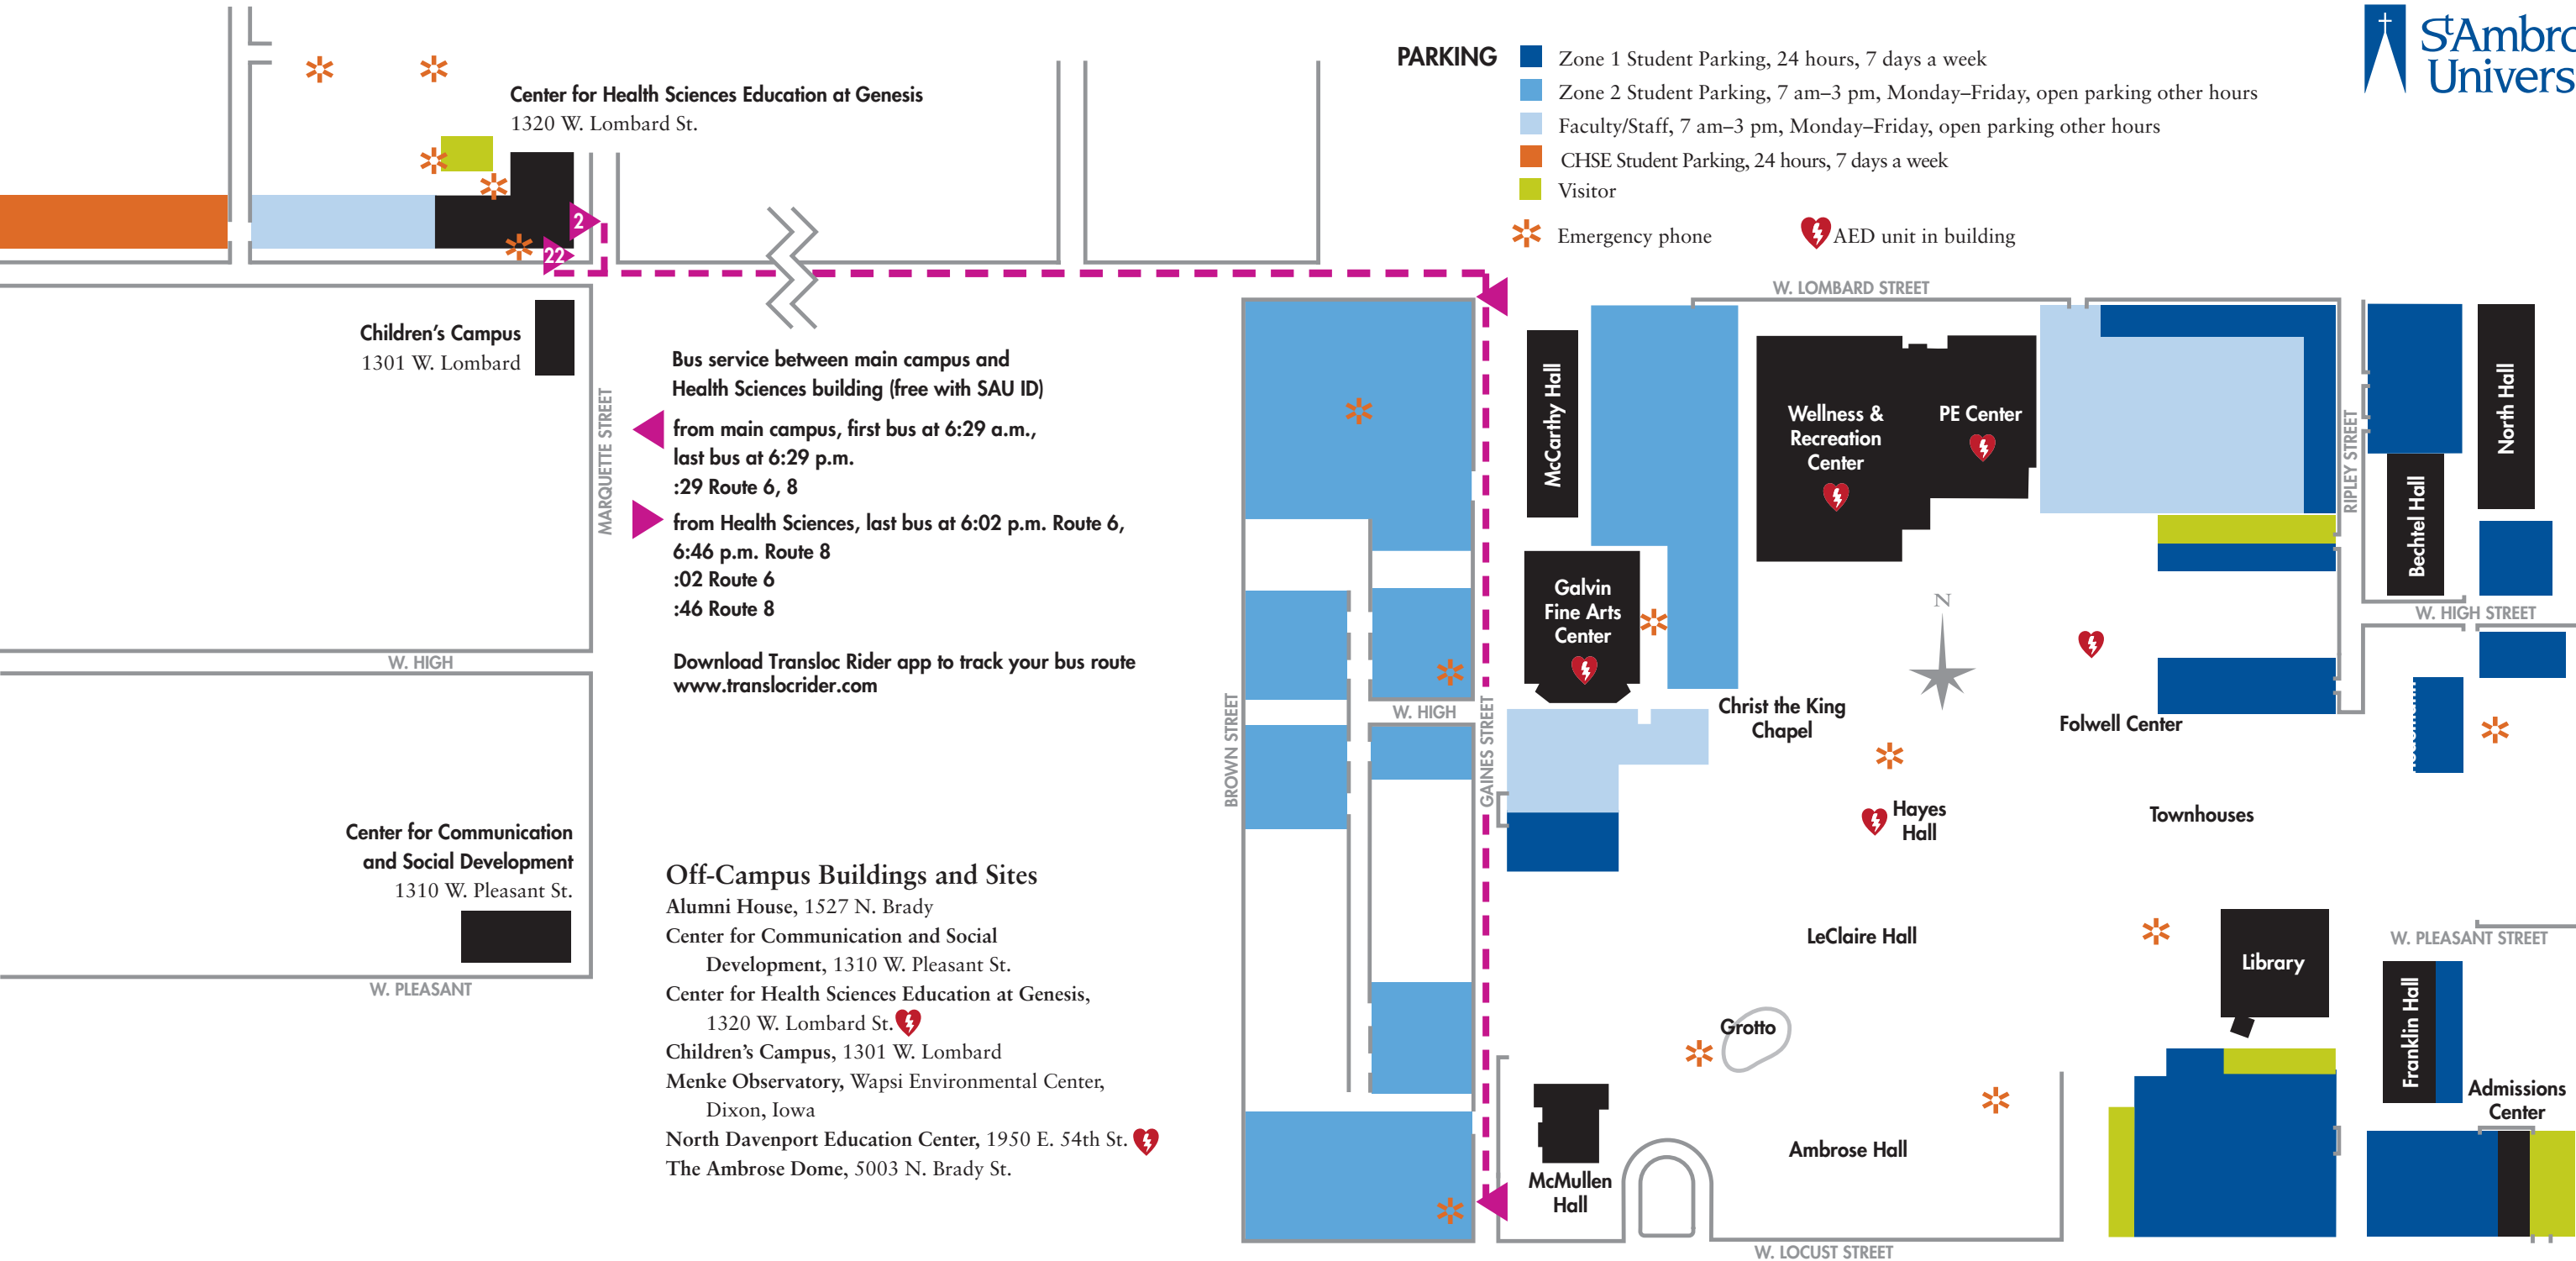 PARKING
Zone 1 Student Parking, 24 hours, 7 days a week
Zone 2 Student Parking, 7 am–3 pm, Monday–Friday, open parking other hours
Faculty/Staff, 7 am–3 pm, Monday–Friday, open parking other hours
CHSE Student Parking, 24 hours, 7 days a week
Visitor
Emergency phone
AED unit in building
St Ambro
Univers
Center for Health Sciences Education at Genesis
1320 W. Lombard St.
2
22
Children's Campus
1301 W. Lombard
MARQUETTE STREET
W. HIGH
Center for Communication
and Social Development
1310 W. Pleasant St.
W. PLEASANT
Bus service between main campus and
Health Sciences building (free with SAU ID)
from main campus, first bus at 6:29 a.m.,
last bus at 6:29 p.m.
:29 Route 6, 8
from Health Sciences, last bus at 6:02 p.m. Route 6,
6:46 p.m. Route 8
:02 Route 6
:46 Route 8
Download Transloc Rider app to track your bus route
www.translocrider.com
Off-Campus Buildings and Sites
Alumni House, 1527 N. Brady
Center for Communication and Social
Development, 1310 W. Pleasant St.
Center for Health Sciences Education at Genesis,
1320 W. Lombard St.
Children's Campus, 1301 W. Lombard
Menke Observatory, Wapsi Environmental Center,
Dixon, Iowa
North Davenport Education Center, 1950 E. 54th St.
The Ambrose Dome, 5003 N. Brady St.
BROWN STREET
W. HIGH
GAINES STREET
W. LOMBARD STREET
McCarthy Hall
Wellness &
Recreation
Center
PE Center
RIPLEY STREET
North Hall
Bechtel Hall
W. HIGH STREET
Galvin
Fine Arts
Center
N
Christ the King
Chapel
Folwell Center
Hayes
Hall
Townhouses
LeClaire Hall
Library
W. PLEASANT STREET
Franklin Hall
Grotto
Admissions
Center
Ambrose Hall
McMullen
Hall
W. LOCUST STREET